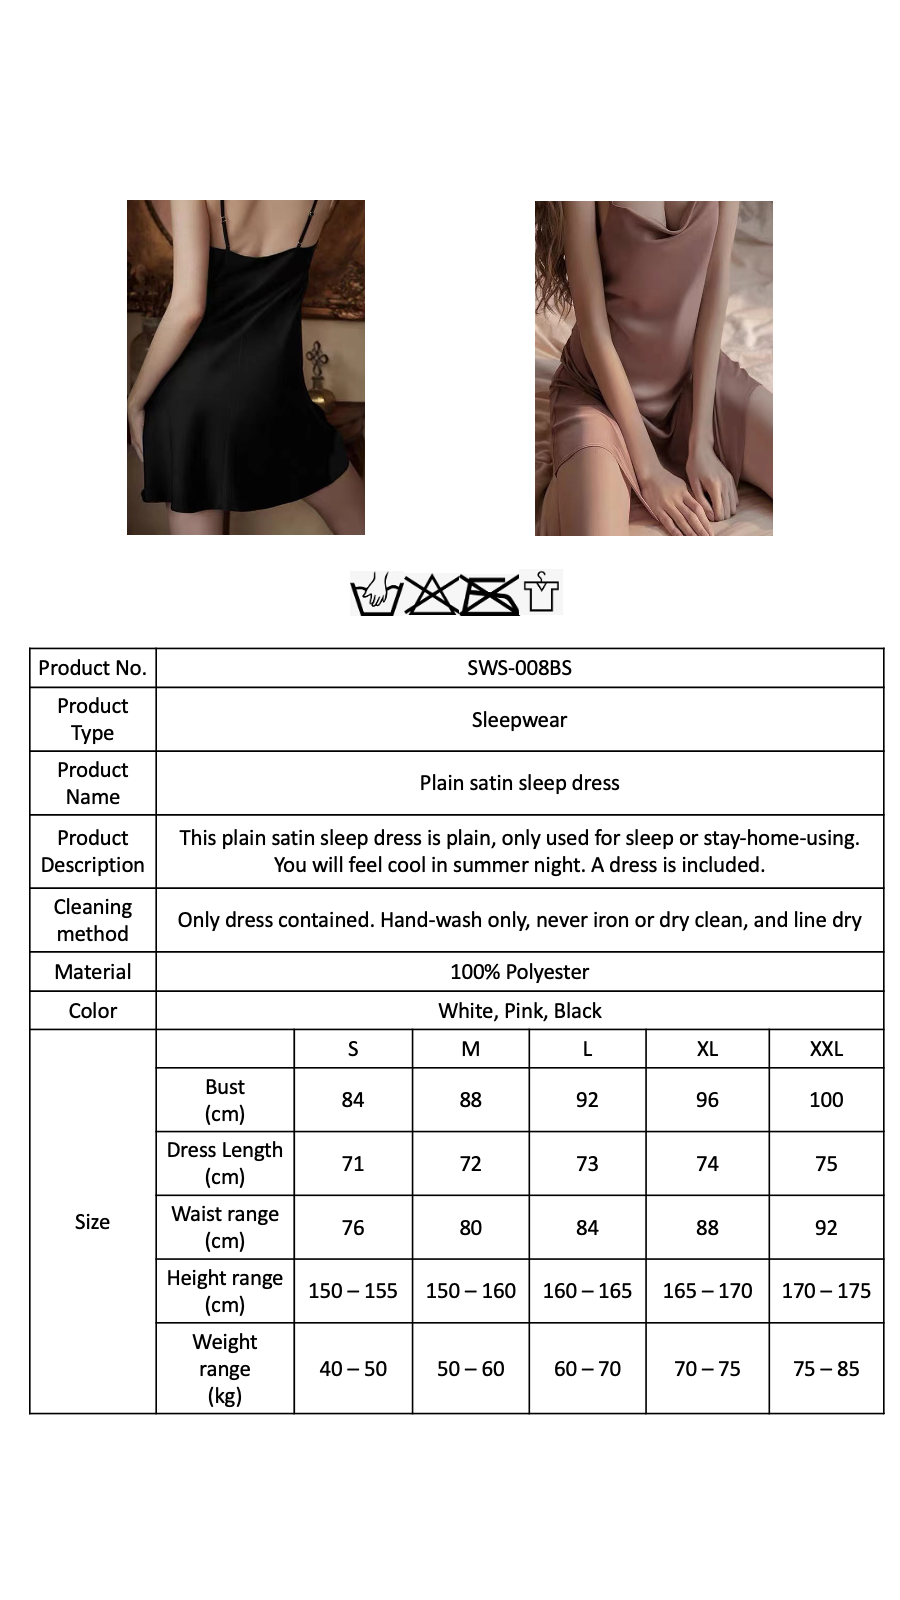 Product No.
SWS-008BS
Product
Type
Sleepwear
Product
Name
Plain satin sleep dress
Product
Description
This plain satin sleep dress is plain, only used for sleep or stay-home-using.
You will feel cool in summer night. A dress is included.
Cleaning
method
Only dress contained. Hand-wash only, never iron or dry clean, and line dry
Material
100% Polyester
Color
White, Pink, Black
Size
S M L XL XXL
Bust
(cm)
84 88 92 96 100
Dress Length
(cm)
71 72 73 74 75
Waist range
(cm)
76 80 84 88 92
Height range
(cm)
150 – 155 150 – 160 160 – 165 165 – 170 170 – 175
Weight
range
(kg)
40 – 50 50 – 60 60 – 70 70 – 75 75 – 85